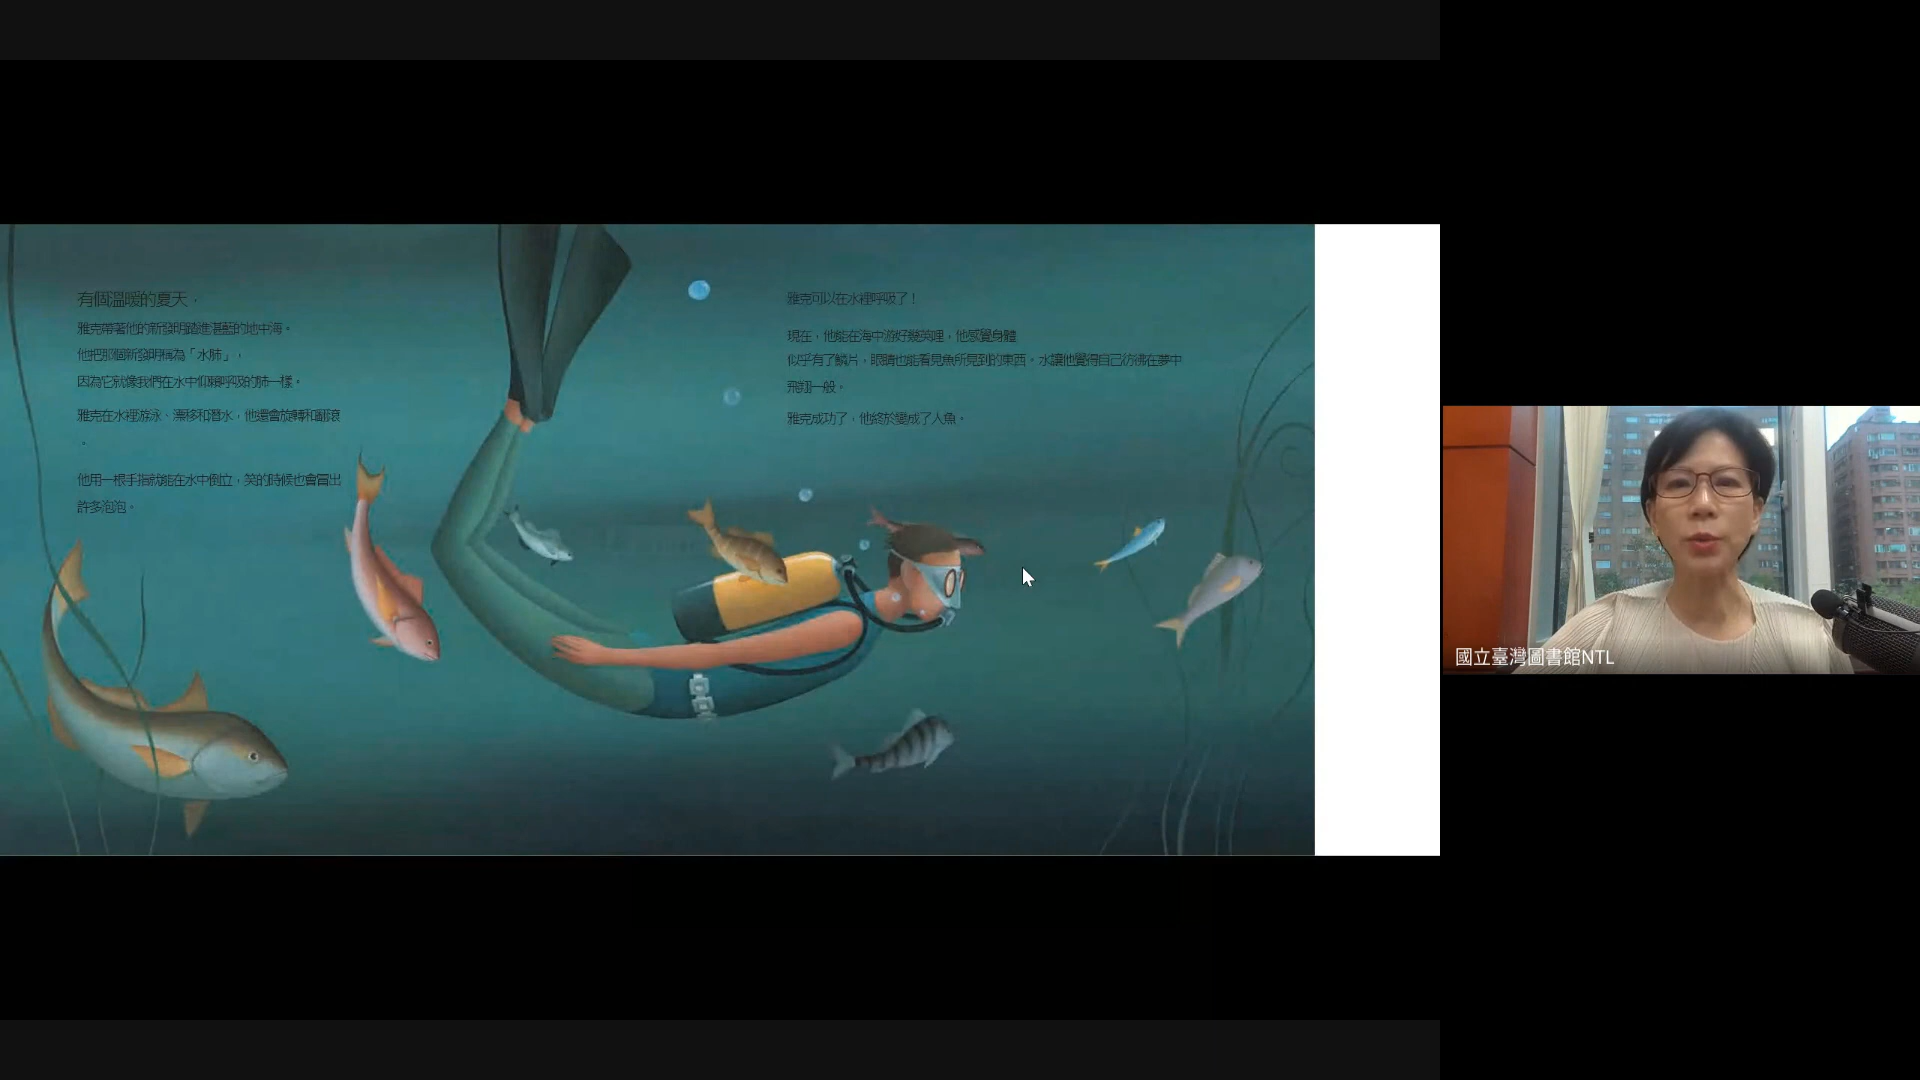 有個溫暖的夏天，
雅克帶著他的新發明踏進湛藍的地中海。
他把那個新發明稱為「水肺」，
因為它就像我們在水中仰賴呼吸的肺一樣。
雅克在水裡游泳、漂移和潛水，他還會旋轉和翻滾
。
他用一根手指就能在水中倒立，笑的時候也會冒出
許多泡泡。
雅克可以在水裡呼吸了！
現在，他能在海中游好幾英哩，他感覺身體
似乎有了鱗片，眼睛也能看見魚所見到的東西。水讓他覺得自己彷彿在夢中
飛翔一般。
雅克成功了，他終於變成了人魚。
國立臺灣圖書館NTL